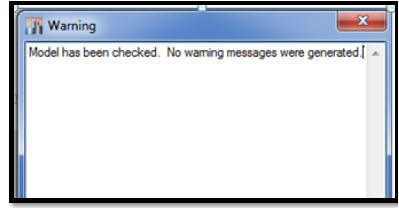 Warning
Model has been checked.  No warning messages were generated.